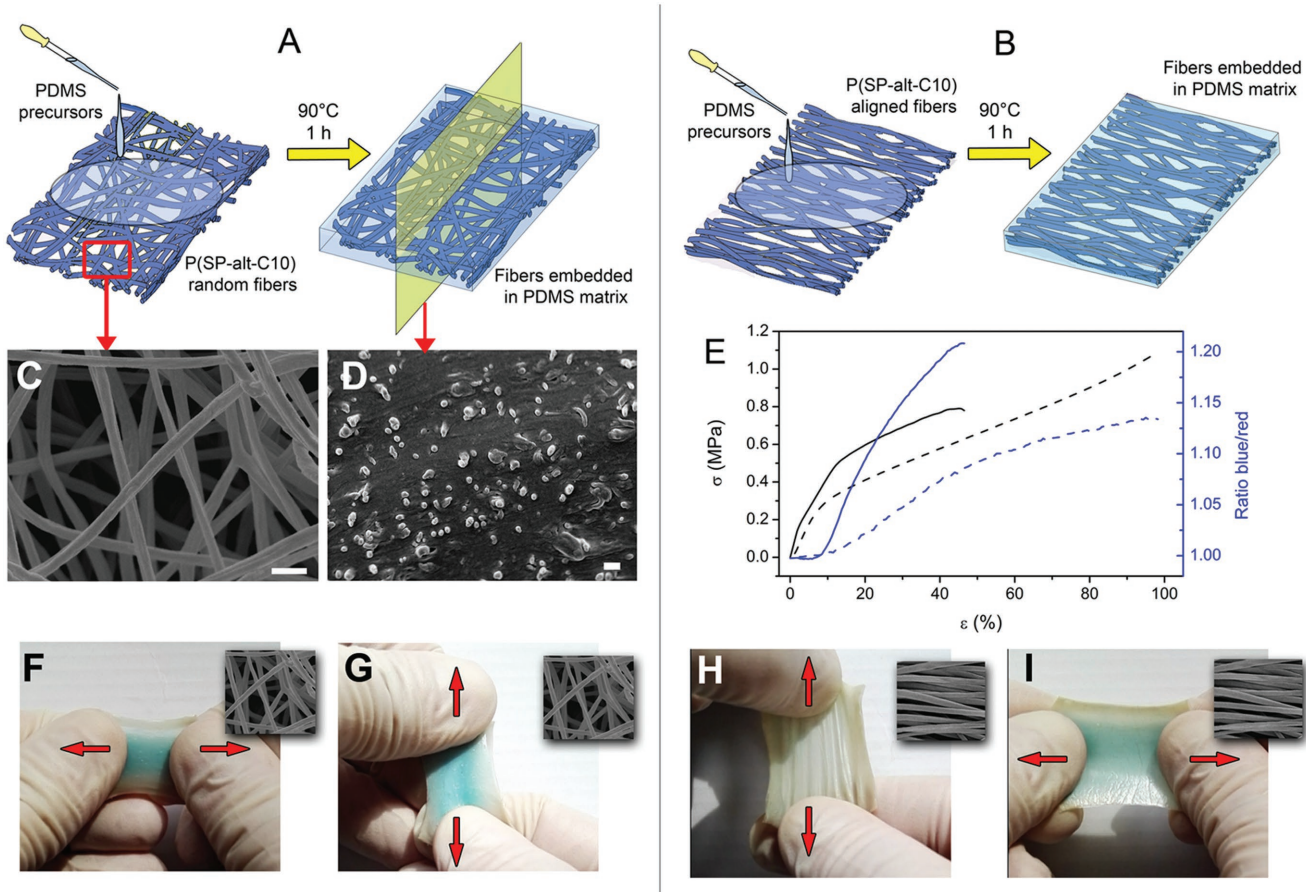 A
PDMS
precursors
90°C
1 h
P(SP-alt-C10)
random fibers
Fibers embedded
in PDMS matrix
B
PDMS
precursors
P(SP-alt-C10)
aligned fibers
90°C
1 h
Fibers embedded
in PDMS matrix
C
D
E
1.2
1.0
0.8
0.6
0.4
0.2
0.0
σ (MPa)
0
20
40
60
80
100
ε (%)
1.20
1.15
1.10
1.05
1.00
Ratio blue/red
F
G
H
I